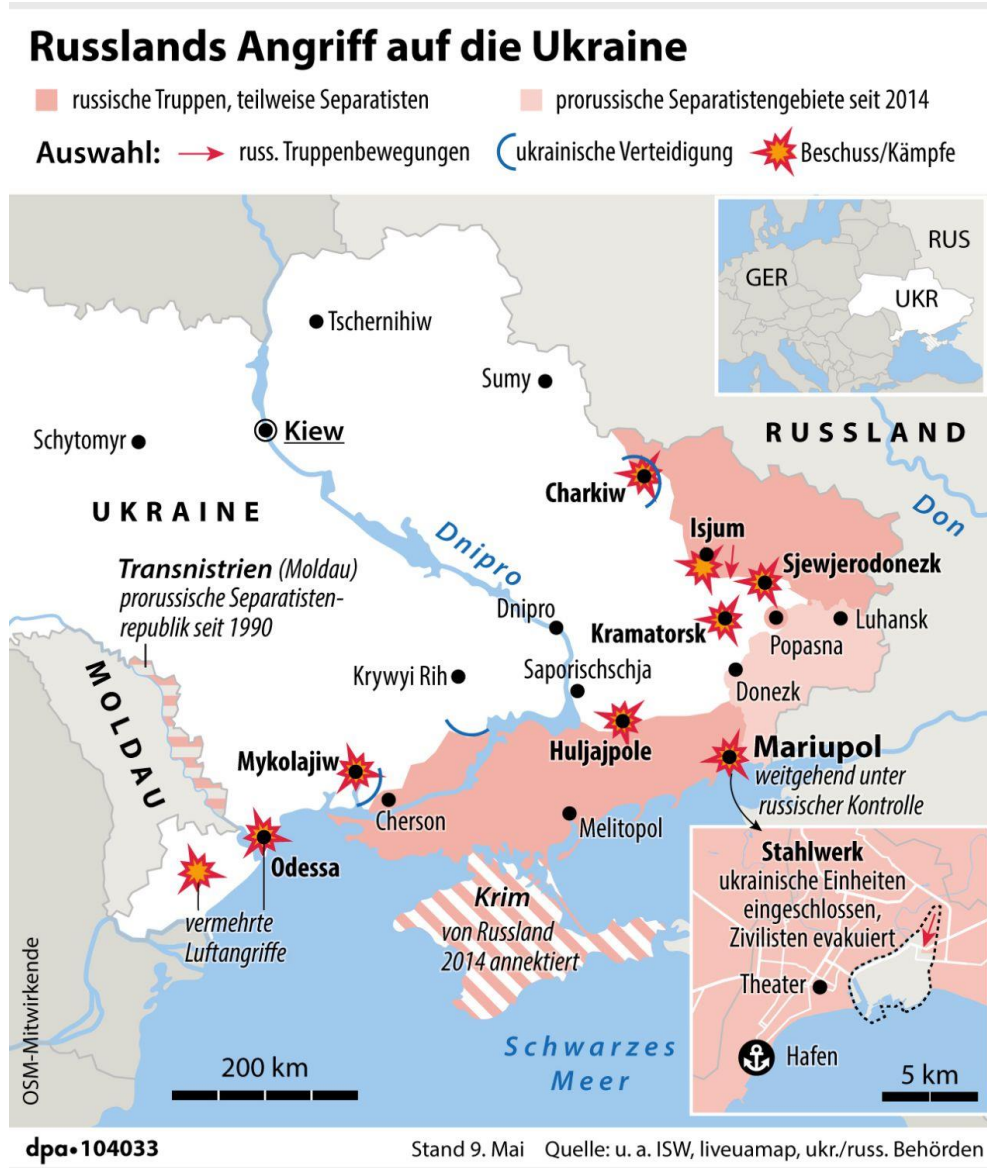 Russlands Angriff auf die Ukraine
russische Truppen, teilweise Separatisten
prorussische Separatistengebiete seit 2014
Auswahl:
russ. Truppenbewegungen
ukrainische Verteidigung
Beschuss/Kämpfe
RUS
GER
UKR
Tschernihiw
Sumy
Kiew
Schytomyr
RUSSLAND
Charkiw
Don
UKRAINE
Isjum
Dnipro
Transnistrien (Moldau)
prorussische Separatisten-
republik seit 1990
Sjewjerodonezk
Dnipro
Kramatorsk
Luhansk
Popasna
MOLDAU
Krywyi Rih
Saporischschja
Donezk
Huljajpole
Mykolajiw
Mariupol
weitgehend unter
russischer Kontrolle
Cherson
Melitopol
Odessa
Stahlwerk
ukrainische Einheiten
eingeschlossen,
Zivilisten evakuiert
Krim
von Russland
2014 annektiert
vermehrte
Luftangriffe
Theater
Schwarzes
Meer
Hafen
200 km
5 km
OSM-Mitwirkende
dpa•104033
Stand 9. Mai Quelle: u. a. ISW, liveuamap, ukr./russ. Behörden